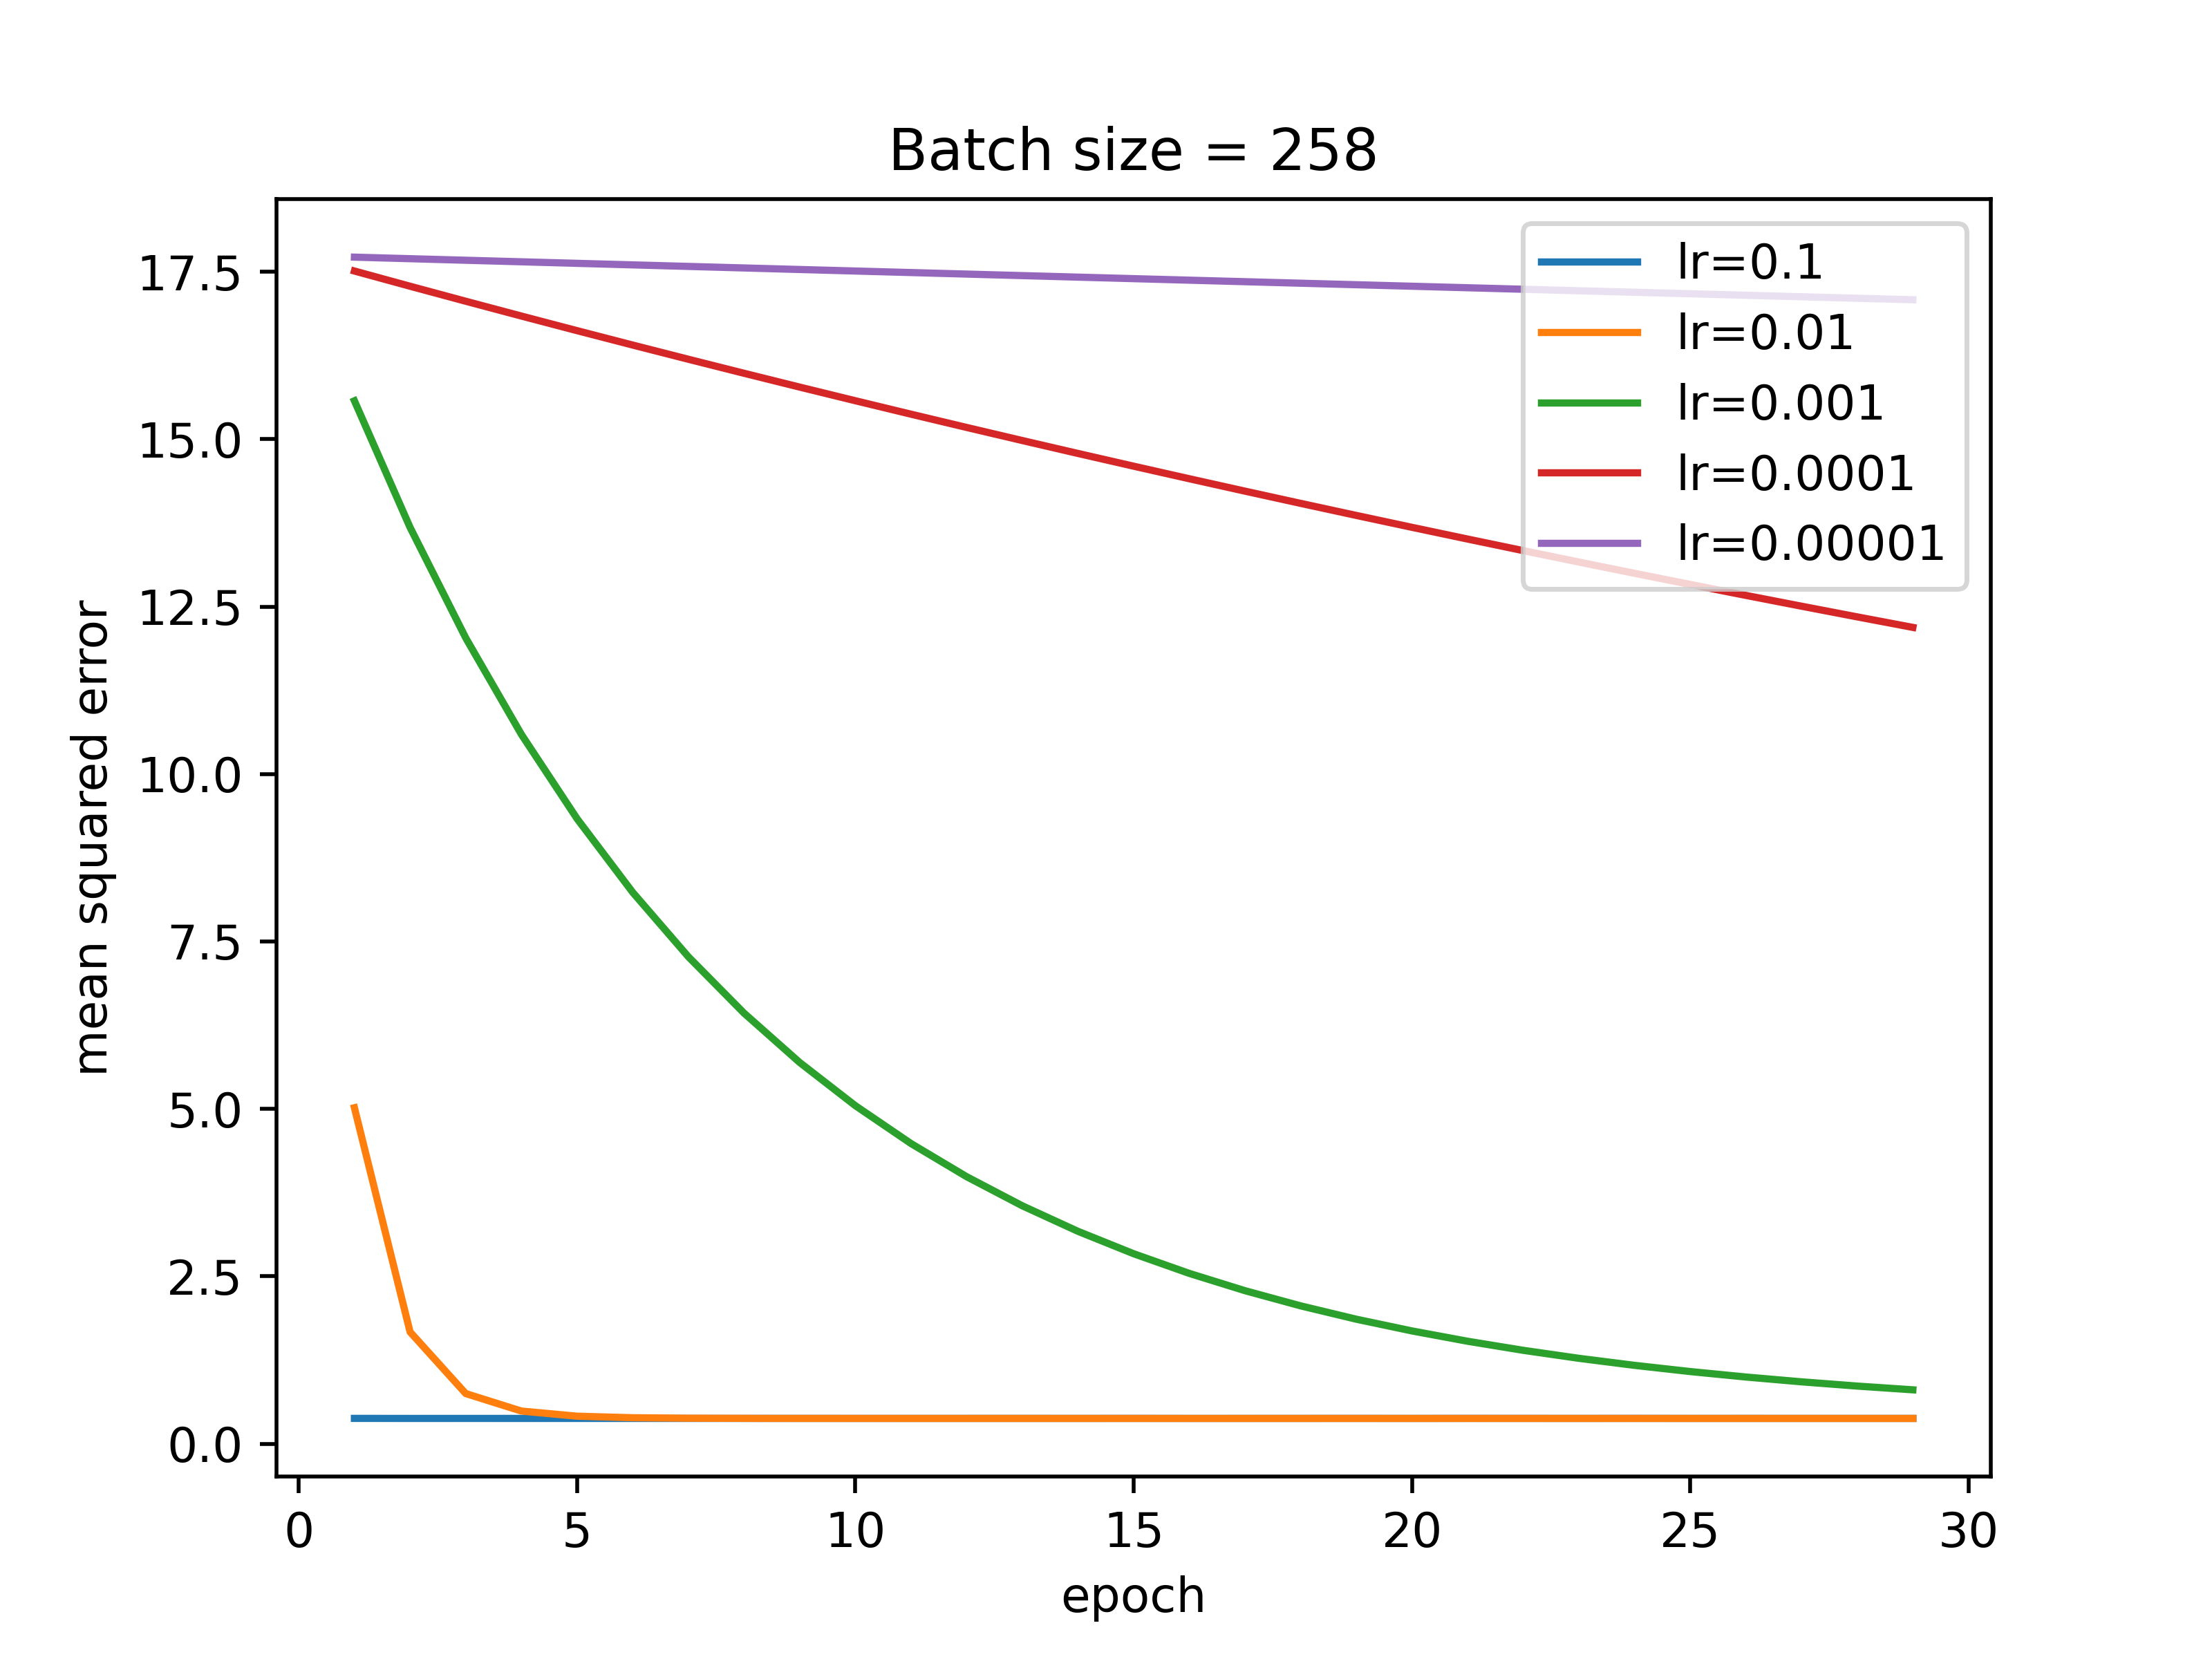 Batch size = 258
17.5
15.0
12.5
10.0
7.5
5.0
2.5
0.0
mean squared error
lr=0.1
lr=0.01
lr=0.001
lr=0.0001
lr=0.00001
0 5 10 15 20 25 30
epoch